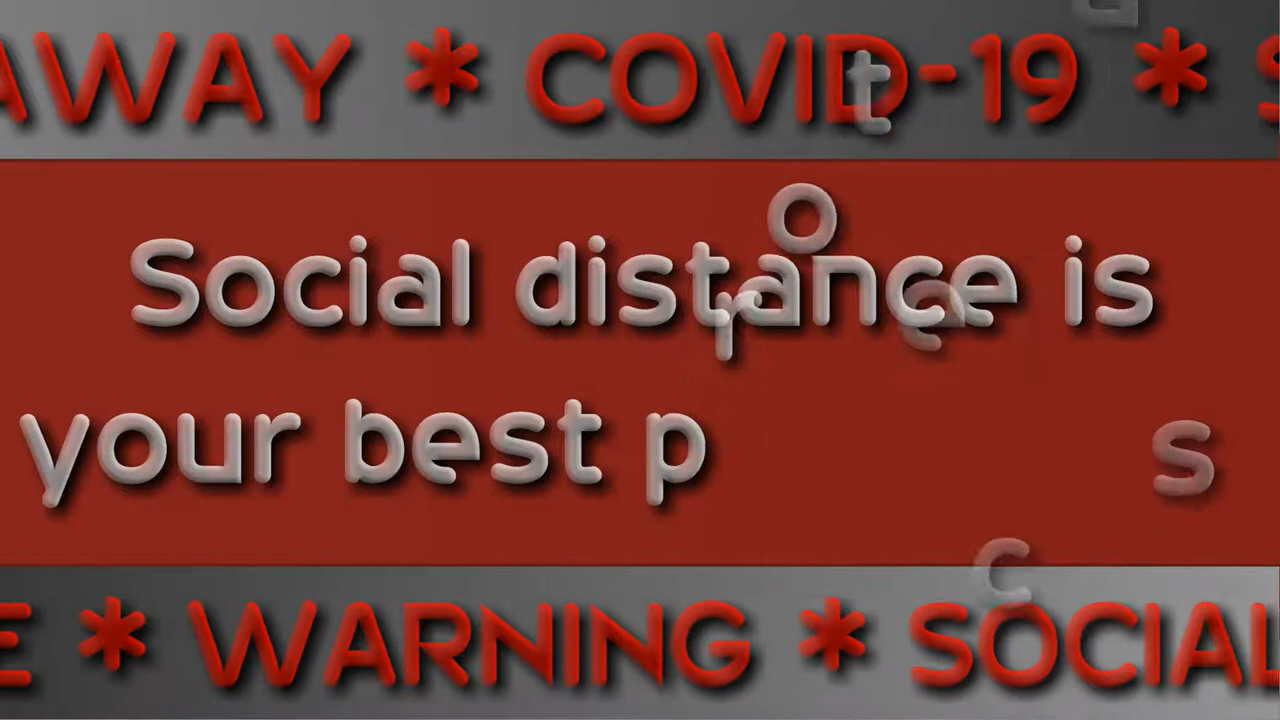 AWAY * COVID-19 * S
Social distance is
your best p
E * WARNING * SOCIAL